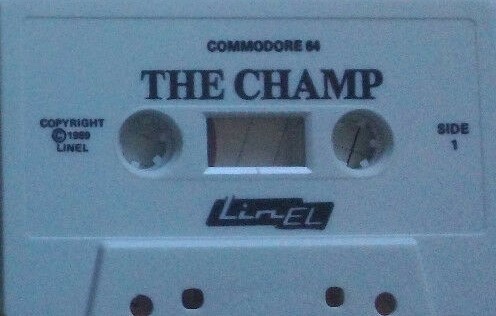 COMMODORE 64
THE CHAMP
COPYRIGHT
© 1989
LINEL
SIDE
1
LINEL